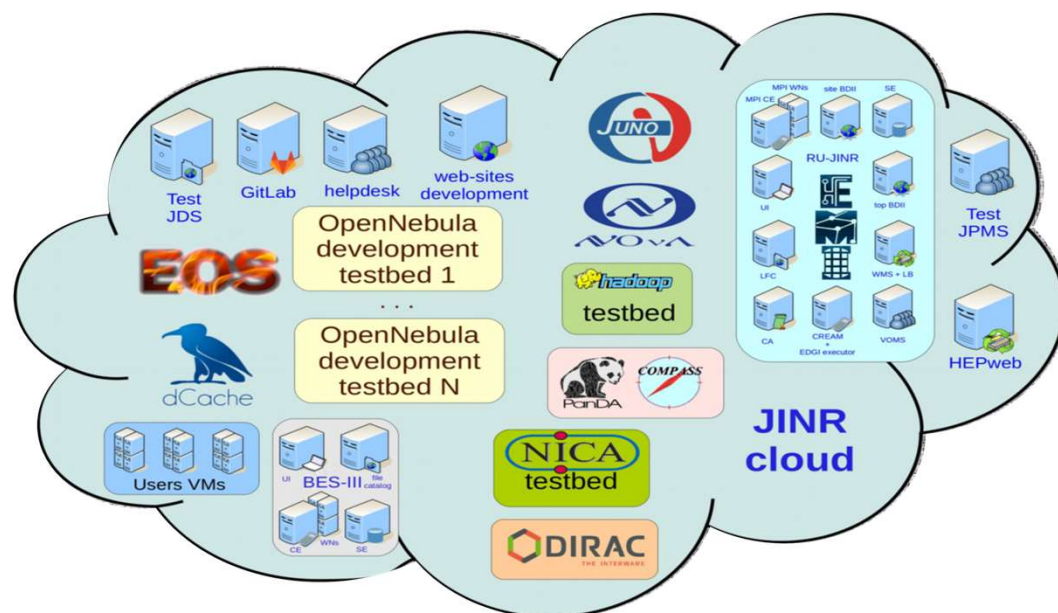 Test
JDS
GitLab
helpdesk
web-sites
development
EOS
OpenNebula
development
testbed 1
...
OpenNebula
development
testbed N
dCache
Users VMs
UI
BES-III
file
catalog
CE
WNs
SE
JUNO
NOvA
hadoop
testbed
PanDA
COMPASS
NICA
testbed
DIRAC
THE INTERWARE
MPI WNs
MPI CE
site BDII
SE
RU-JINR
UI
top BDII
LFC
WMS + LB
CA
CREAM
+
EDGI executor
VOMS
Test
JPMS
HEPweb
JINR
cloud